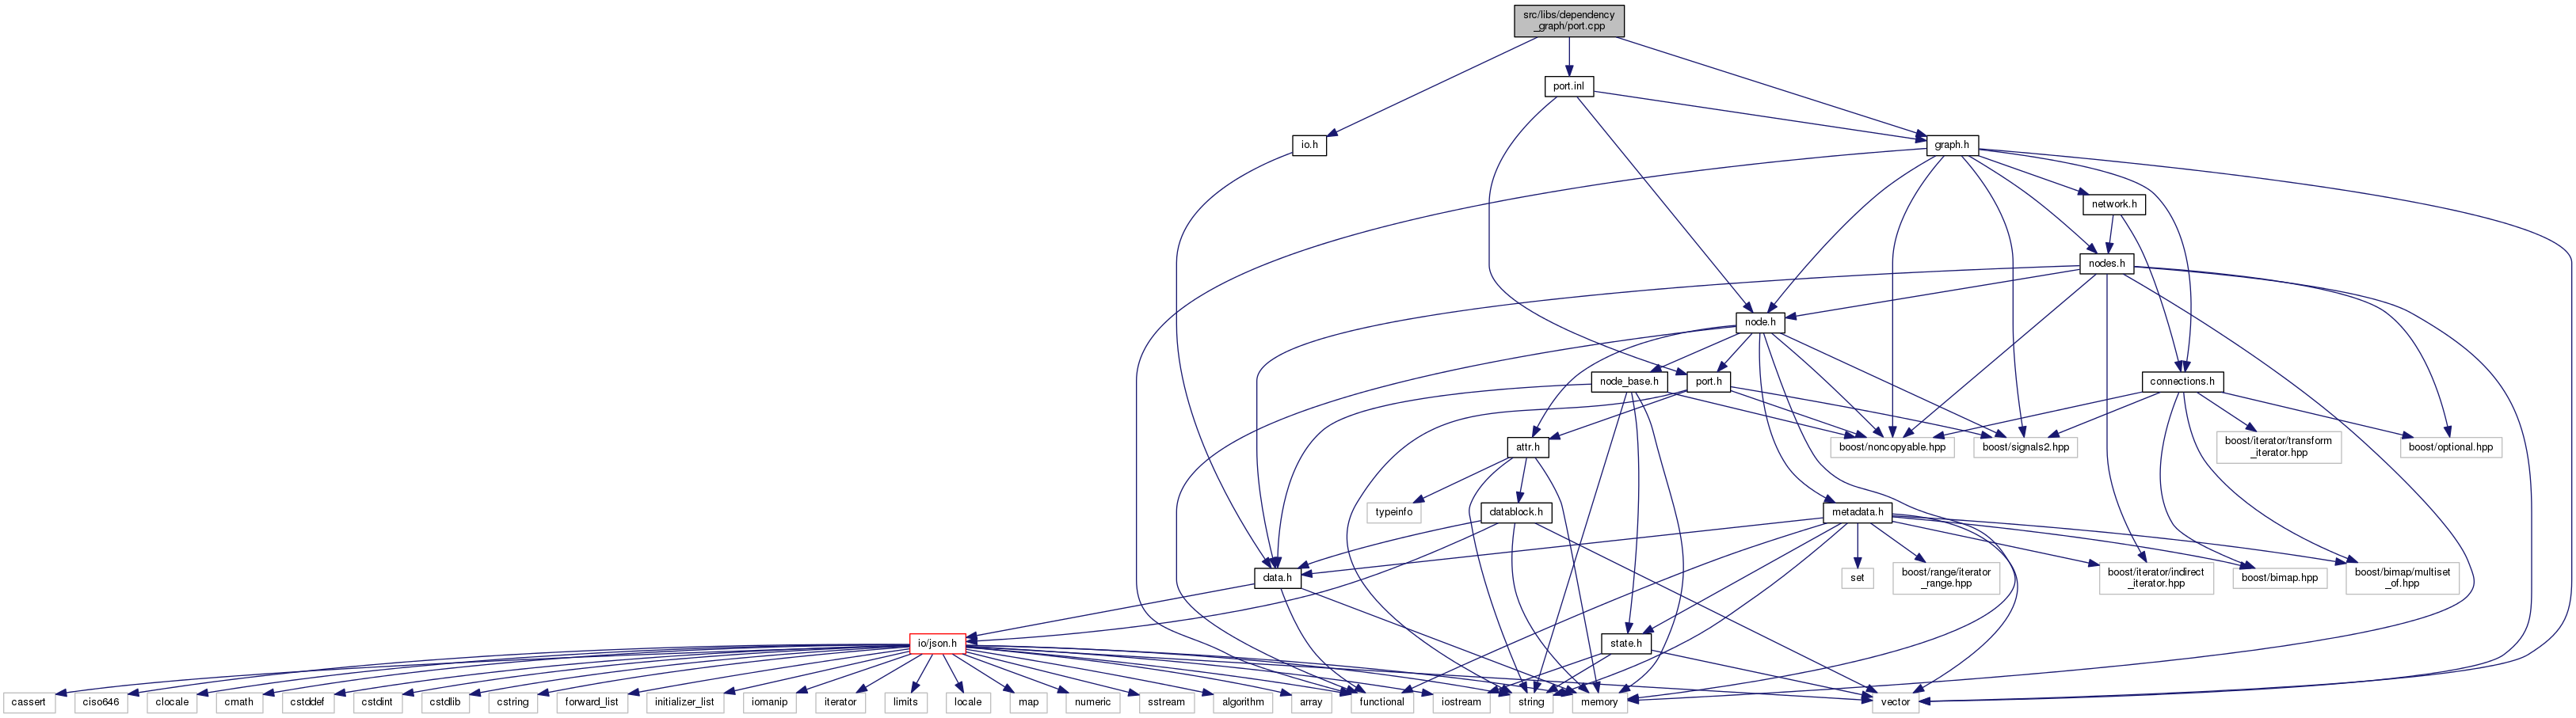 src/libs/dependency
_graph/port.cpp
port.inl
io.h
graph.h
network.h
nodes.h
node.h
node_base.h
port.h
connections.h
attr.h
boost/noncopyable.hpp
boost/signals2.hpp
boost/iterator/transform
_iterator.hpp
boost/optional.hpp
typeinfo
datablock.h
metadata.h
data.h
set
boost/range/iterator
_range.hpp
boost/iterator/indirect
_iterator.hpp
boost/bimap.hpp
boost/bimap/multiset
_of.hpp
io/json.h
state.h
cassert
ciso646
clocale
cmath
cstddef
cstdint
cstdlib
cstring
forward_list
initializer_list
iomanip
iterator
limits
locale
map
numeric
sstream
algorithm
array
functional
iostream
string
memory
vector